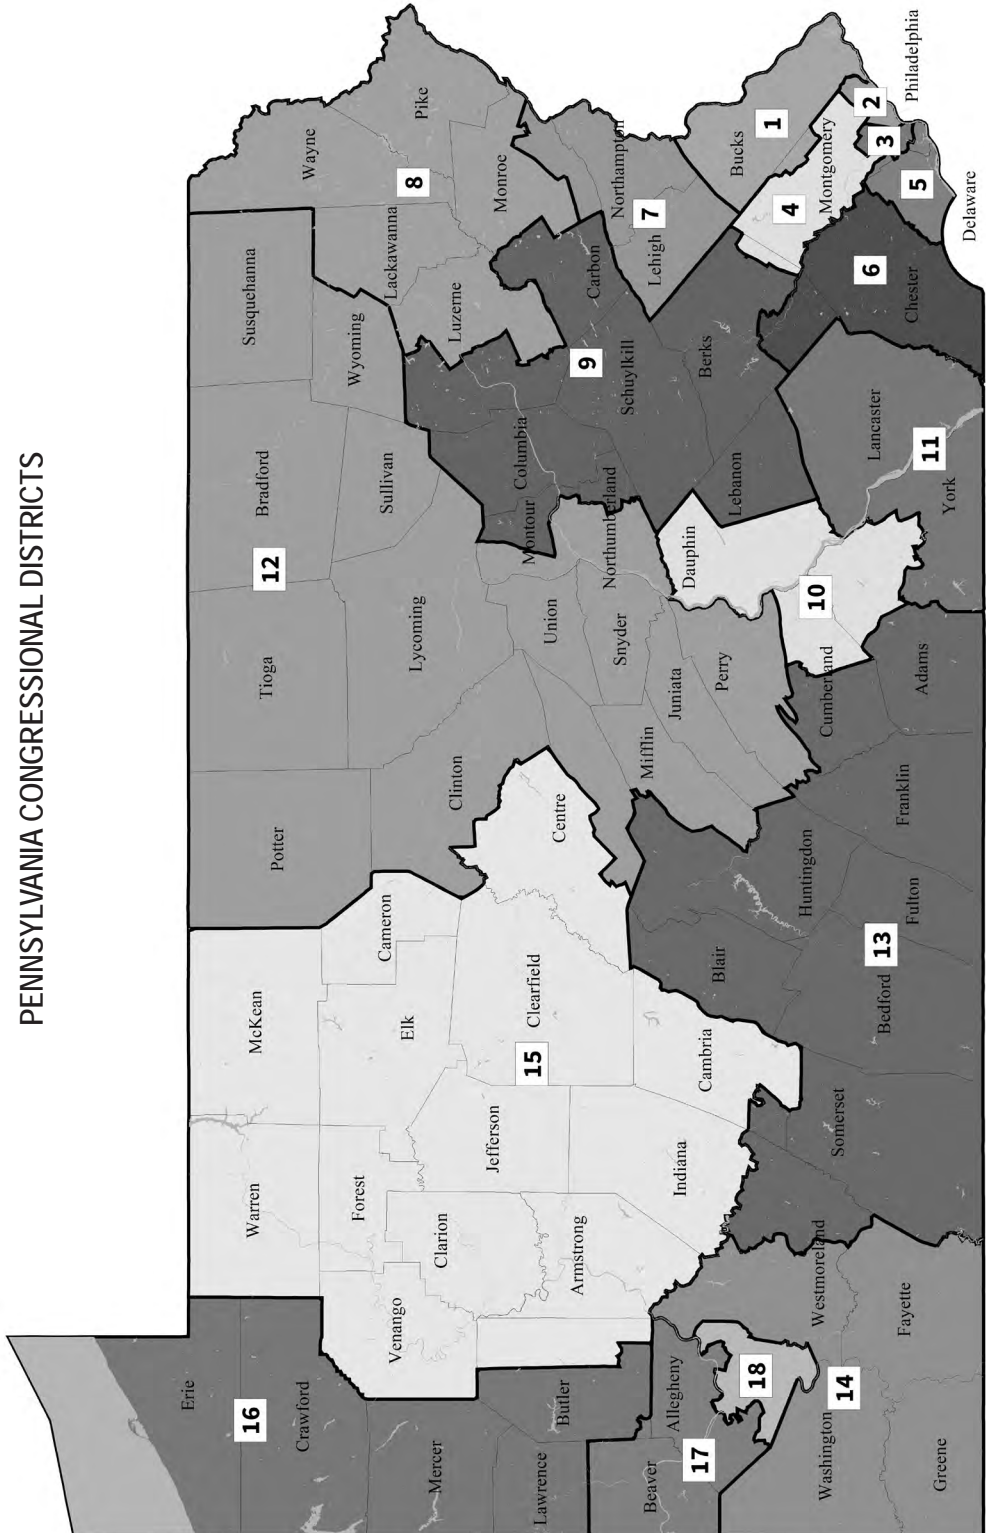 PENNSYLVANIA CONGRESSIONAL DISTRICTS
Erie
16
Crawford
Mercer
Lawrence
Butler
Beaver
17
Allegheny
18
Washington
14
Greene
Fayette
Westmoreland
Warren
McKean
Forest
Elk
Cameron
Venango
Clarion
Jefferson
Clearfield
15
Centre
Armstrong
Indiana
Cambria
Somerset
Blair
Bedford
13
Huntingdon
Fulton
Franklin
Adams
Cumberland
Potter
Tioga
12
Bradford
Susquehanna
Clinton
Lycoming
Sullivan
Wyoming
Union
Snyder
Mifflin
Juniata
Perry
Northumberland
Montour
Columbia
Dauphin
10
Lebanon
Schuylkill
9
Carbon
Berks
Lancaster
11
York
Wayne
Pike
8
Lackawanna
Luzerne
Monroe
Northampton
7
Lehigh
Bucks
1
Montgomery
4
2
3
Philadelphia
5
Delaware
6
Chester